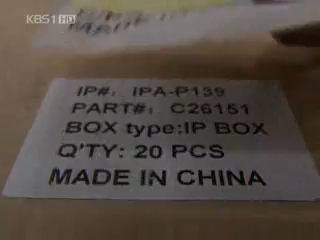 KBS1 HD
IP#: IPA-P139
PART#: C26151
BOX type:IP BOX
Q'TY: 20 PCS
MADE IN CHINA